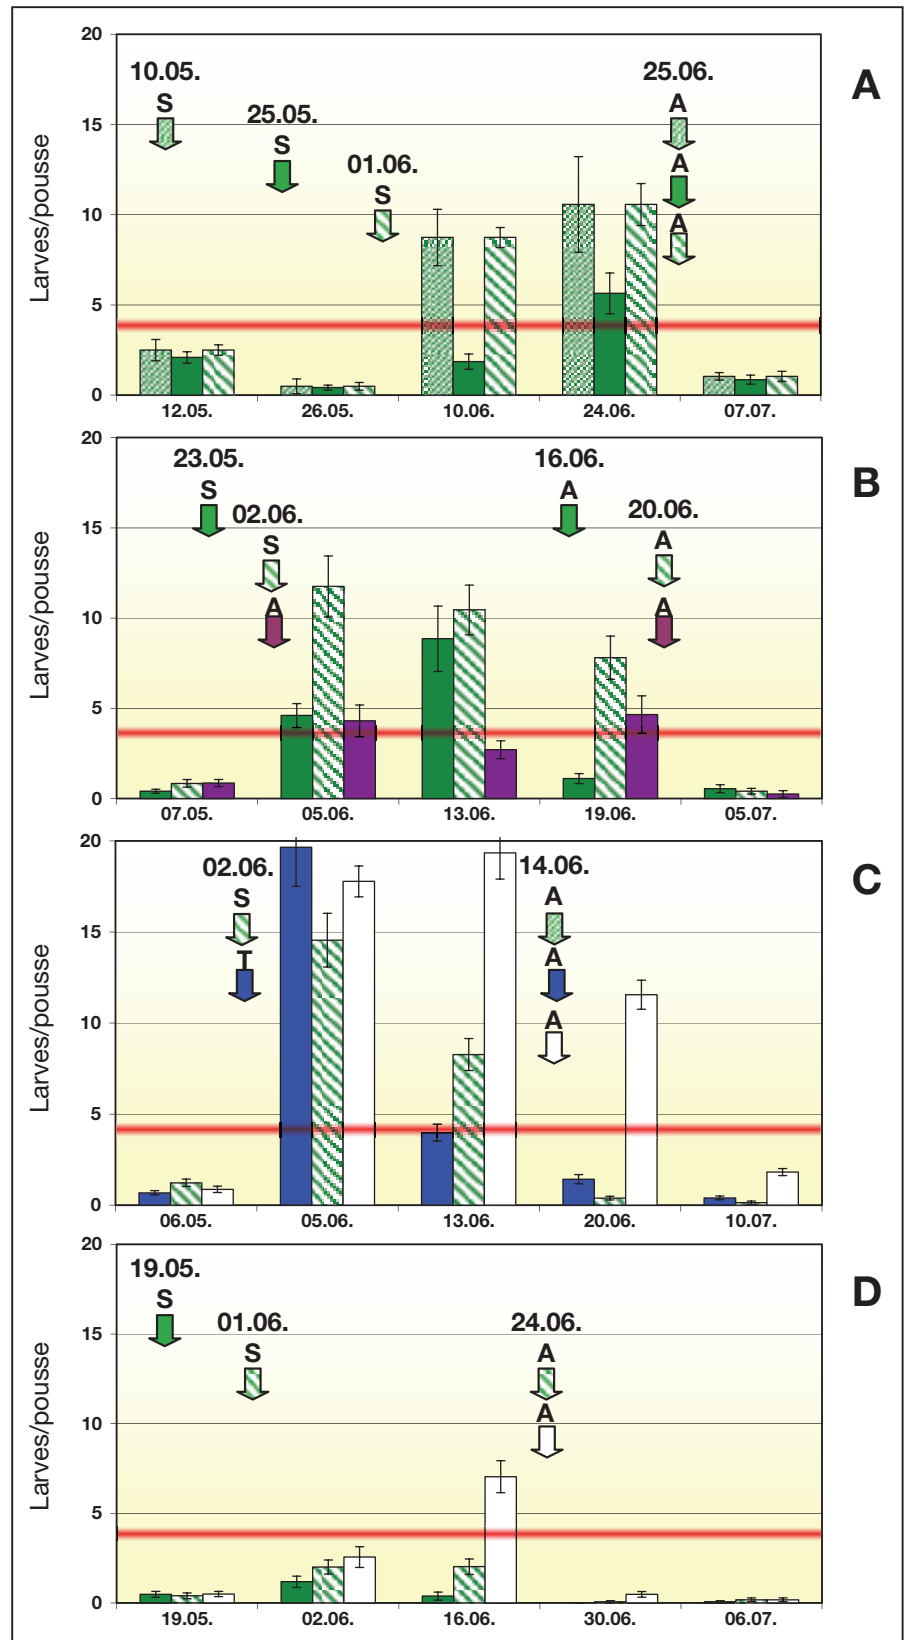 20
10.05.
25.06.
A
S
A
25.05.
15
S
01.06.
A
S
A
10
Larves/pousse
5
0
12.05. 26.05. 10.06. 24.06. 07.07.
20
23.05.
16.06.
B
S
A
02.06.
20.06.
15
S
A
A
A
10
Larves/pousse
5
0
07.05. 05.06. 13.06. 19.06. 05.07.
20
02.06.
14.06.
C
S
A
15
T
A
A
10
Larves/pousse
5
0
06.05. 05.06. 13.06. 20.06. 10.07.
20
19.05.
D
S
01.06.
24.06.
15
S
A
A
10
Larves/pousse
5
0
19.05. 02.06. 16.06. 30.06. 06.07.